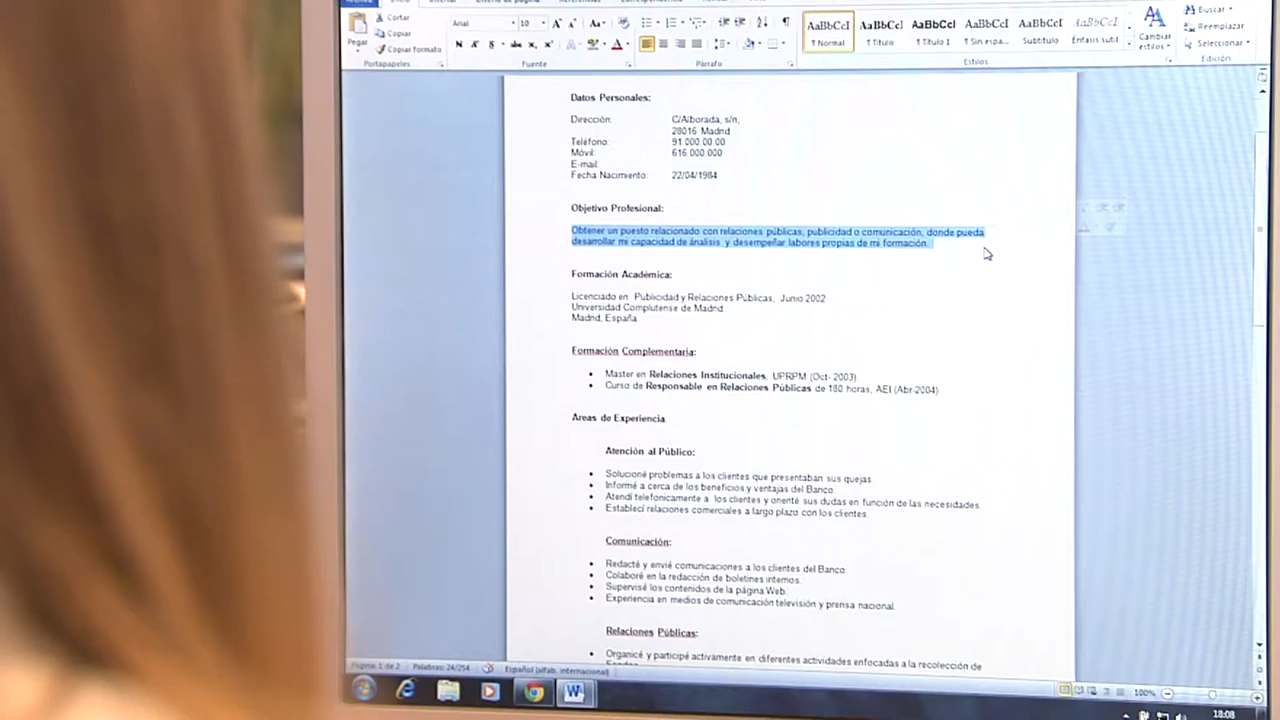 Cortar
Copiar
Copiar formato
Pegar
Portapapeles
Arial
10
Fuente
Párrafo
AaBbCcI
¶ Normal
AaBbCcI
¶ Título
AaBbCcI
¶ Título 1
AaBbCcI
¶ Sin espa...
AaBbCcI
Subtítulo
AaBbCcI
Énfasis sutil
Estilos
Cambiar
estilos
Buscar
Reemplazar
Seleccionar
Edición
Datos Personales:
Dirección: C/Alborada, s/n,
28016 Madrid
Teléfono: 91 000 00 00
Móvil: 616 000 000
E-mail:
Fecha Nacimiento: 22/04/1984
Objetivo Profesional:
Obtener un puesto relacionado con relaciones públicas, publicidad o comunicación, donde pueda
desarrollar mi capacidad de ánalisis y desempeñar labores propias de mi formación.
Formación Académica:
Licenciado en Publicidad y Relaciones Públicas, Junio 2002
Universidad Complutense de Madrid
Madrid, España
Formación Complementaria:
• Master en Relaciones Institucionales, UPRPM (Oct- 2003)
• Curso de Responsable en Relaciones Públicas de 180 horas, AEI (Abr-2004)
Areas de Experiencia
Atención al Público:
• Solucioné problemas a los clientes que presentaban sus quejas.
• Informé a cerca de los beneficios y ventajas del Banco.
• Atendí telefonicamente a los clientes y orienté sus dudas en función de las necesidades.
• Establecí relaciones comerciales a largo plazo con los clientes.
Comunicación:
• Redacté y envié comunicaciones a los clientes del Banco.
• Colaboré en la redacción de boletines internos.
• Supervisé los contenidos de la página Web.
• Experiencia en medios de comunicación televisión y prensa nacional.
Relaciones Públicas:
• Organicé y participé activamente en diferentes actividades enfocadas a la recolección de
Página: 1 de 2
Palabras: 24/254
Español (alfab. internacional)
100%
18:08